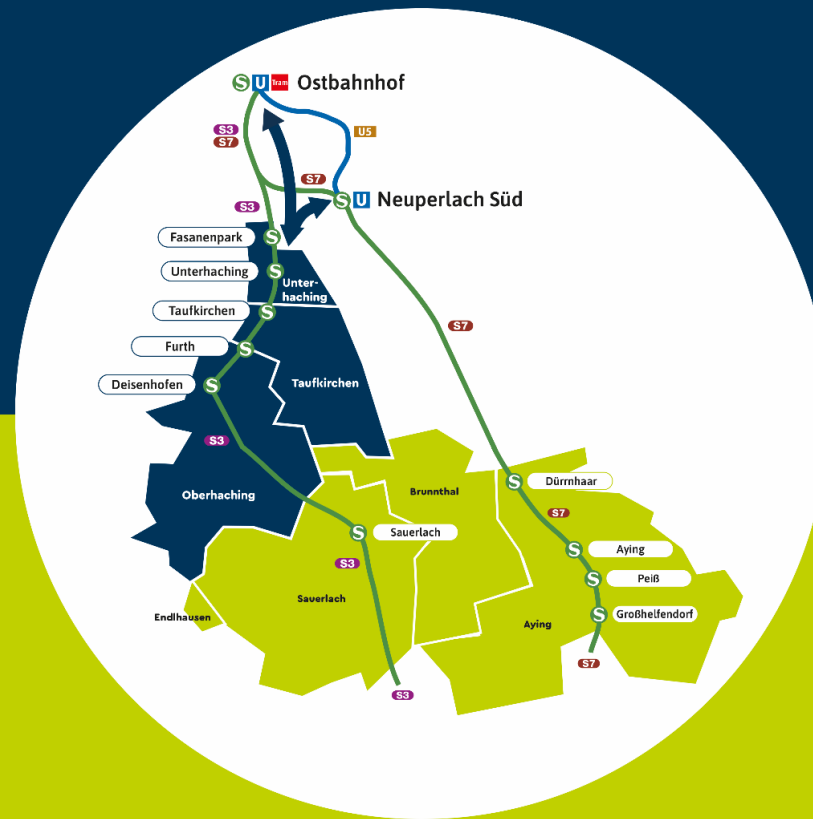 S U Tram Ostbahnhof
S3
S7
U5
S7
S U Neuperlach Süd
S3
Fasanenpark S
Unterhaching S
Unter-
haching
Taufkirchen S
S7
Furth S
Deisenhofen S
Taufkirchen
S3
Oberhaching
Brunnthal
S Dürrnhaar
S7
S Sauerlach
S Aying
S3
S Peiß
Sauerlach
S Großhelfendorf
Endlhausen
Aying
S7
S3